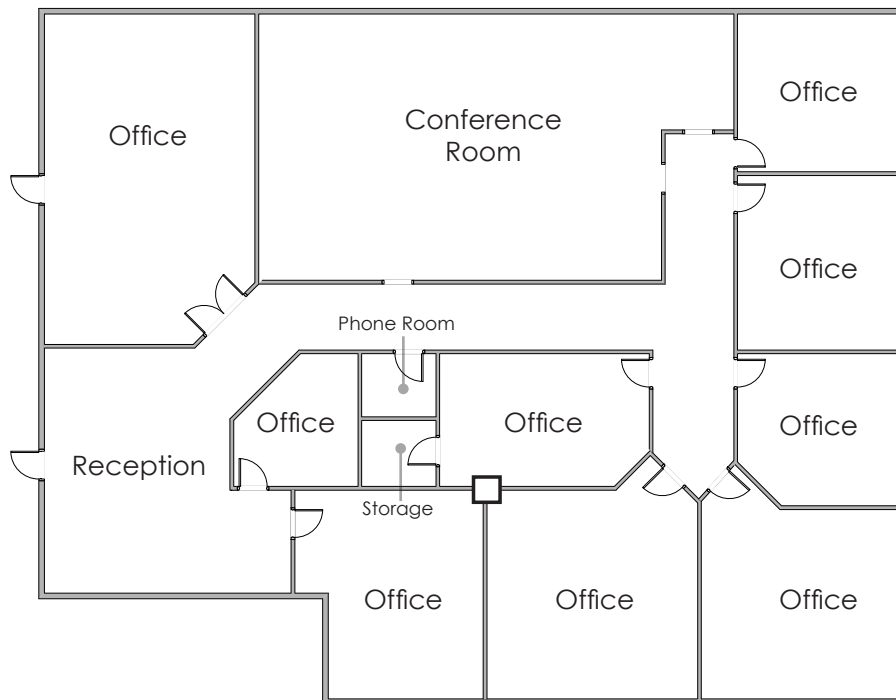 Office
Conference
Room
Office
Office
Phone Room
Office
Office
Office
Reception
Storage
Office
Office
Office